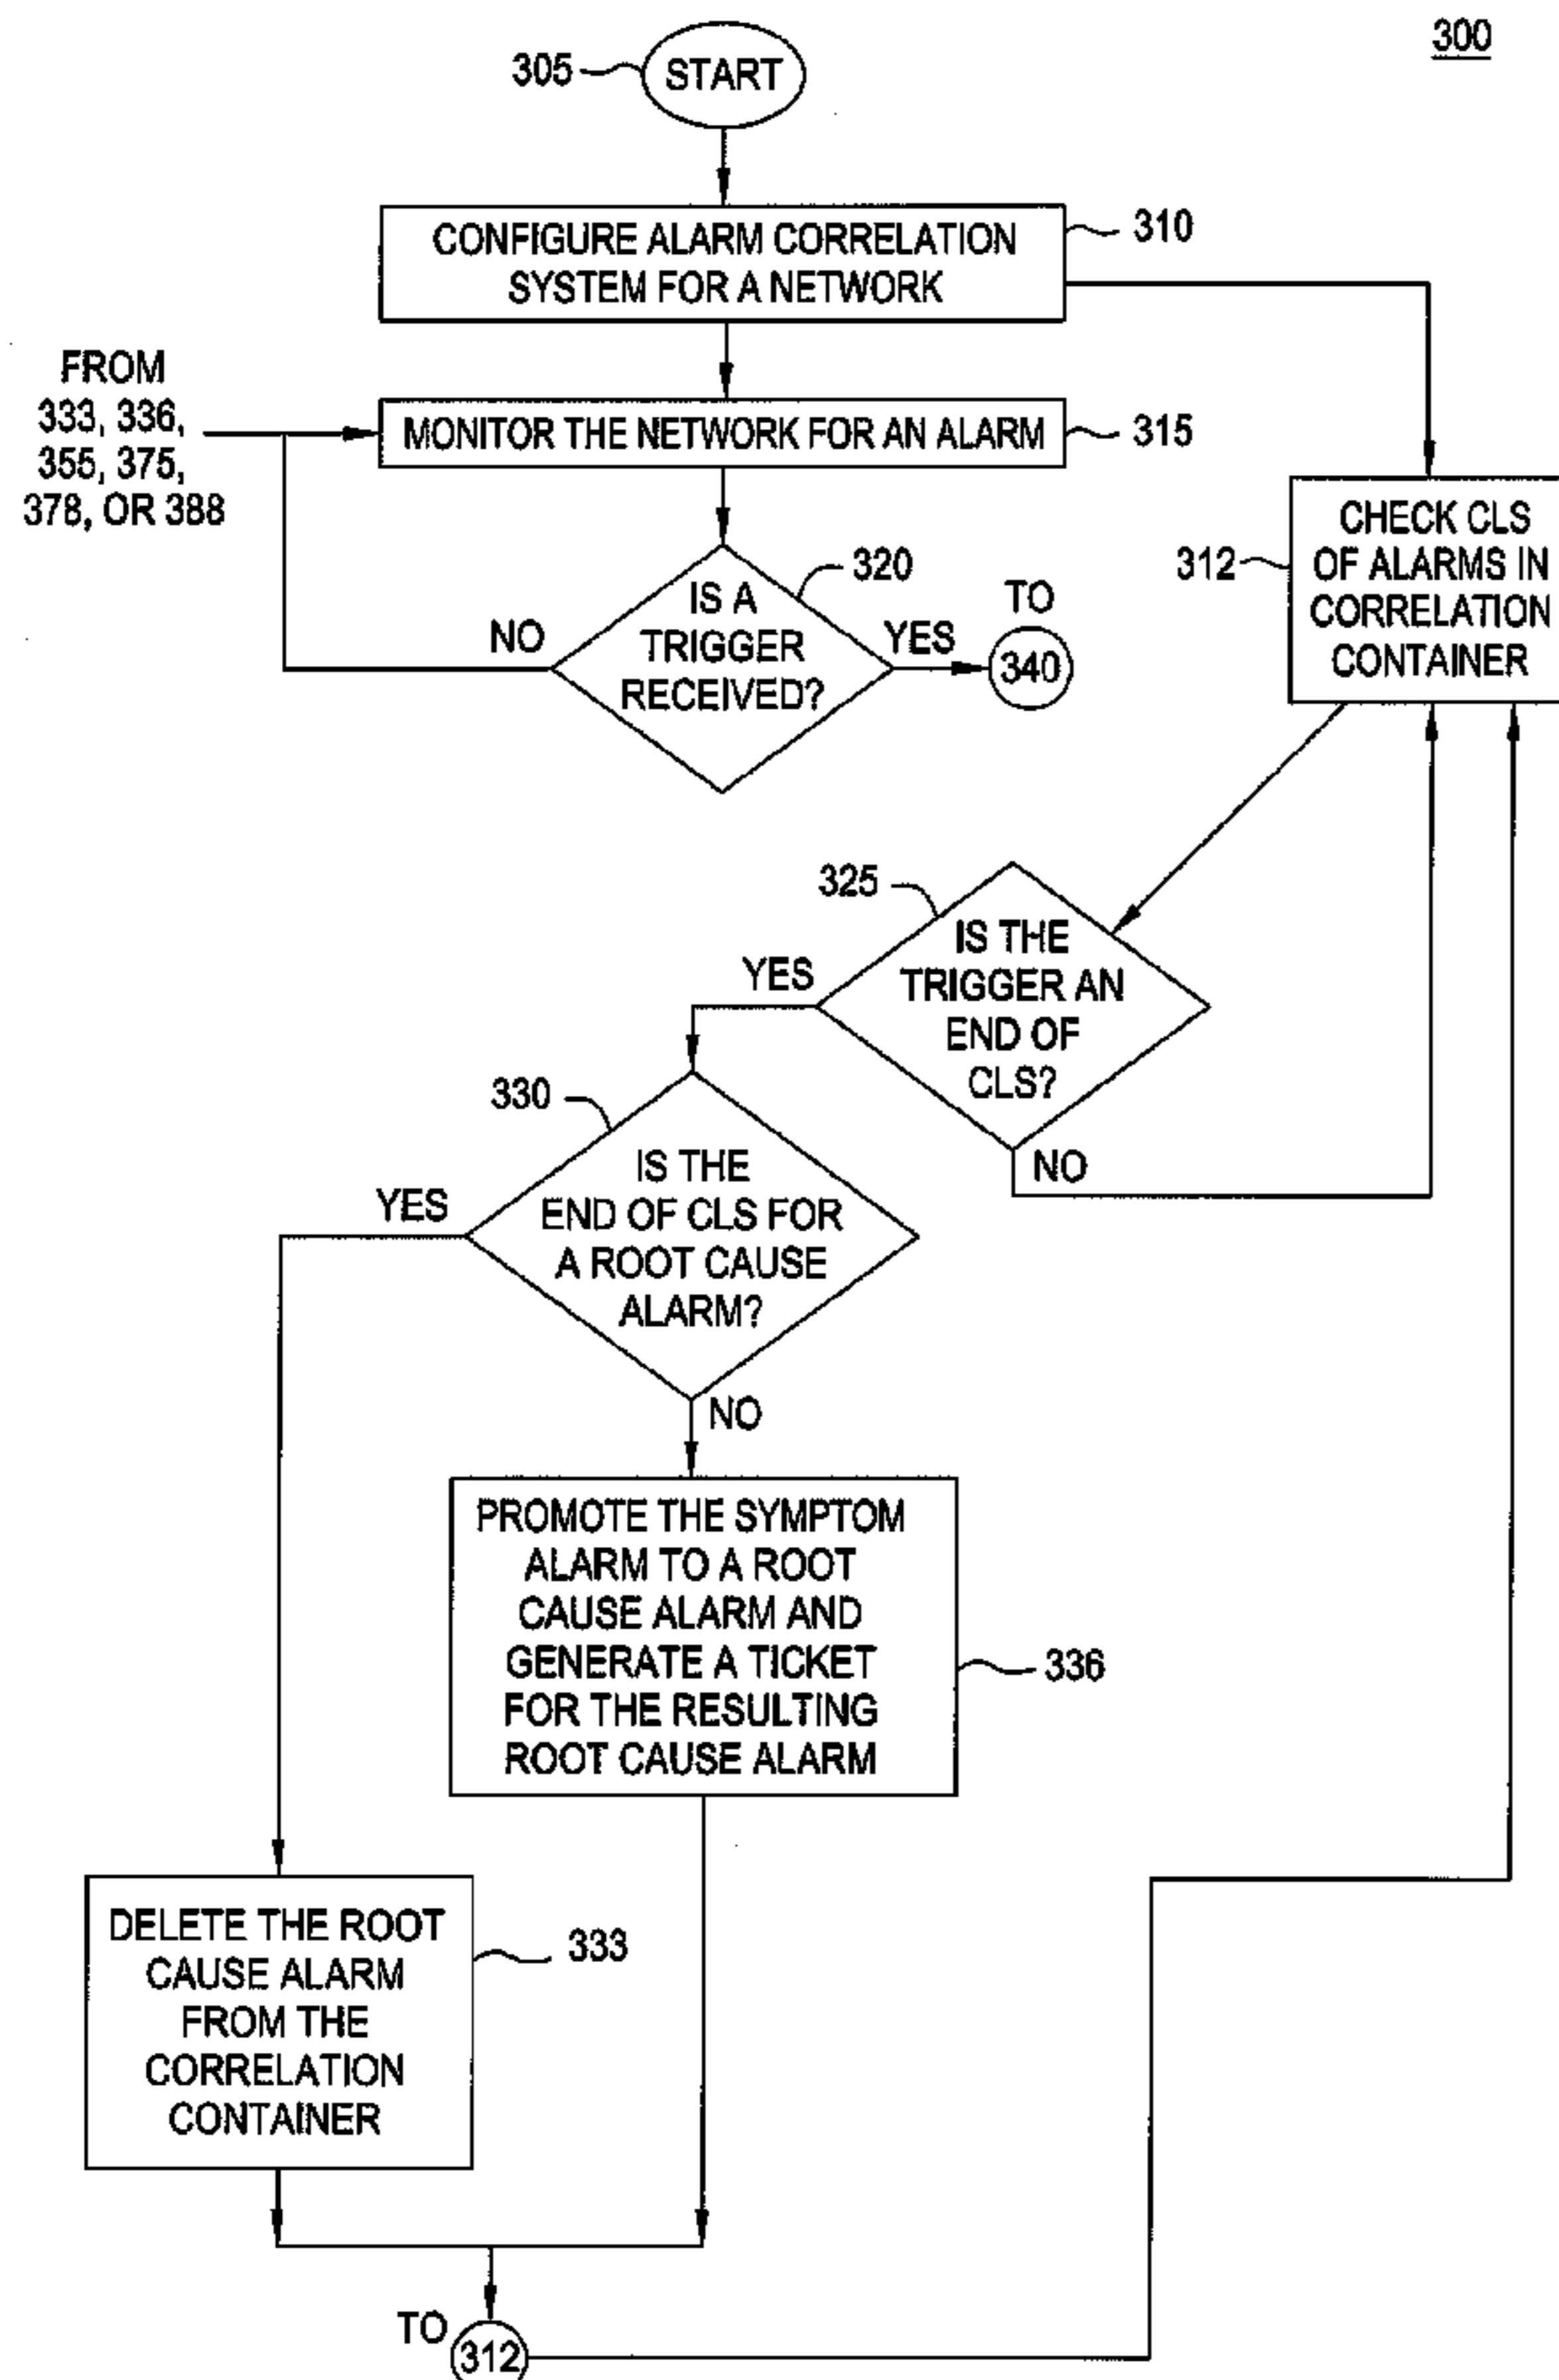 300
305
START
CONFIGURE ALARM CORRELATION
SYSTEM FOR A NETWORK
310
FROM
333, 336,
355, 375,
378, OR 388
MONITOR THE NETWORK FOR AN ALARM
315
CHECK CLS
OF ALARMS IN
CORRELATION
CONTAINER
312
320
IS A
TRIGGER
RECEIVED?
NO
YES
TO
340
325
IS THE
TRIGGER AN
END OF
CLS?
YES
NO
330
IS THE
END OF CLS FOR
A ROOT CAUSE
ALARM?
YES
NO
PROMOTE THE SYMPTOM
ALARM TO A ROOT
CAUSE ALARM AND
GENERATE A TICKET
FOR THE RESULTING
ROOT CAUSE ALARM
336
DELETE THE ROOT
CAUSE ALARM
FROM THE
CORRELATION
CONTAINER
333
TO
312